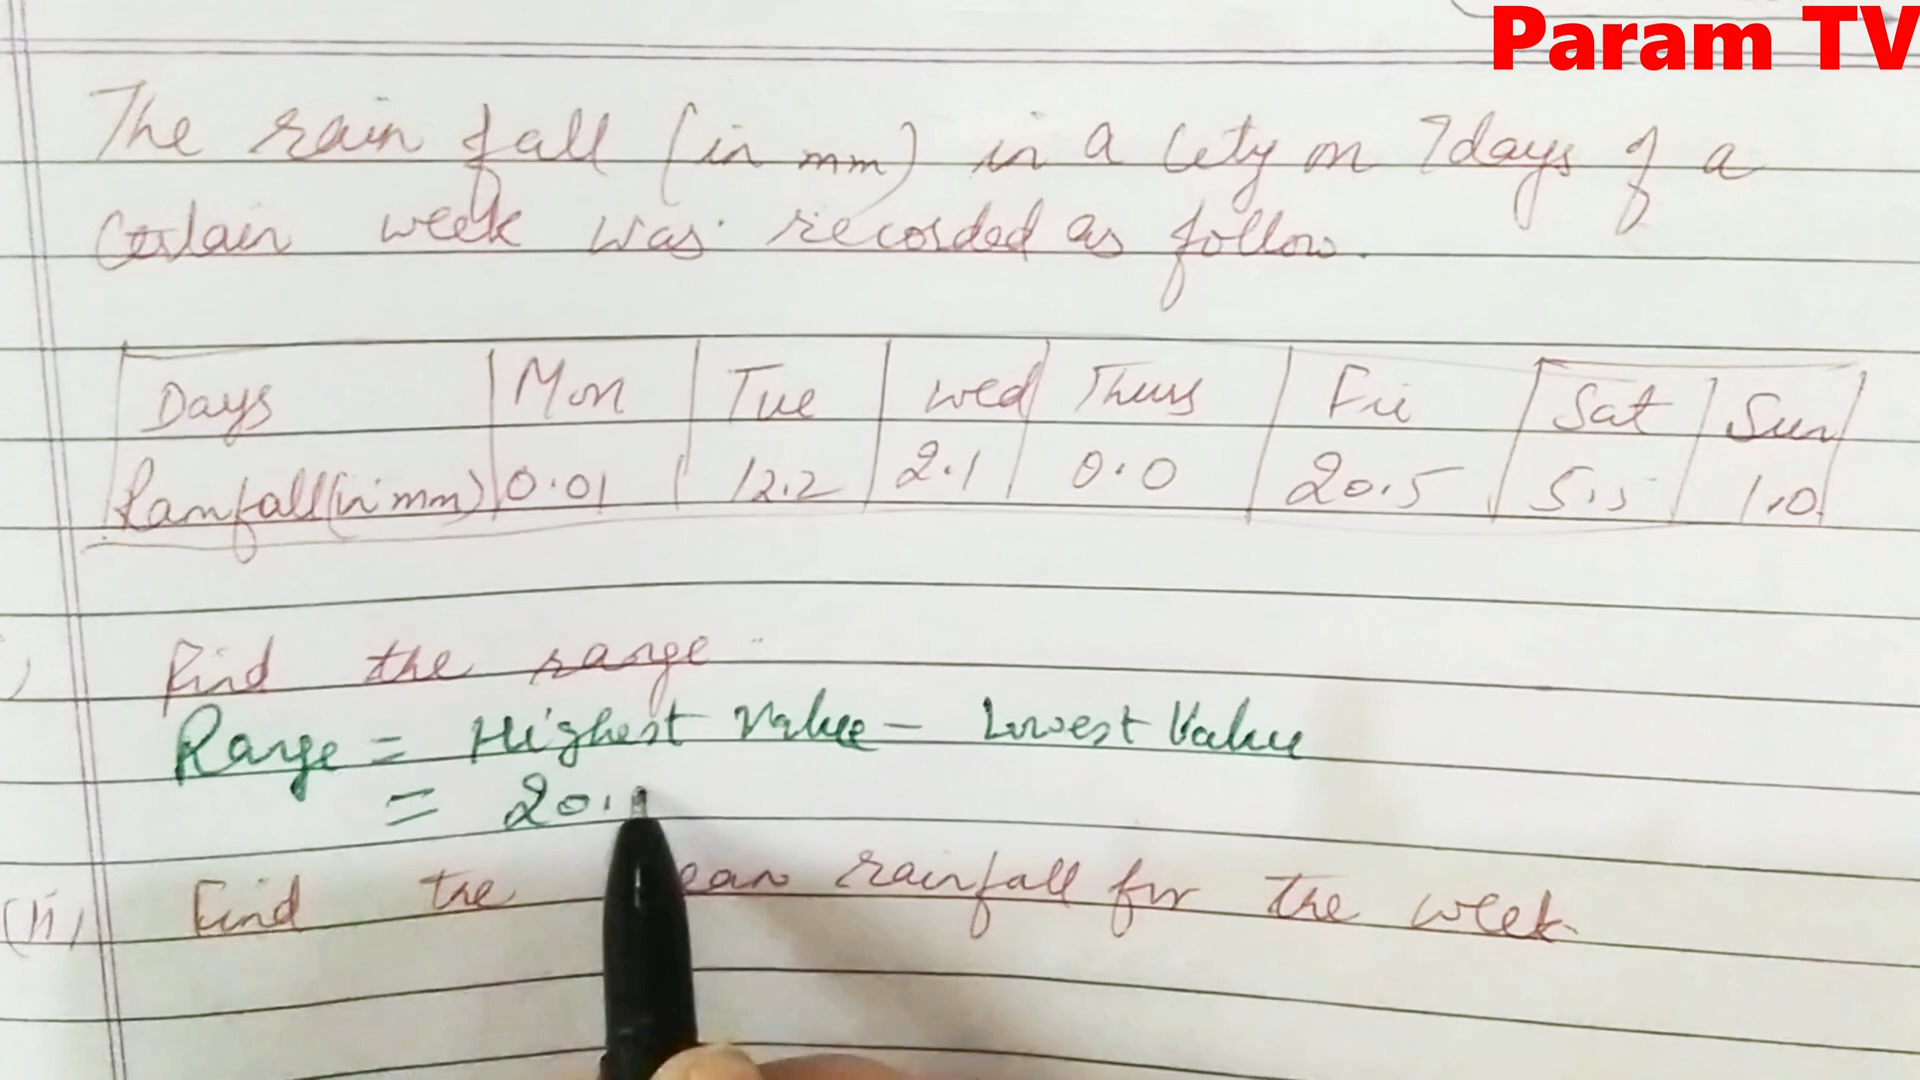 Param TV
The rain fall (in mm) in a City on 7days of a
Certain week was recorded as follow.
Days Mon Tue wed Thurs Fri Sat Sun
Rainfall(in mm) 0.01 12.2 2.1 0.0 20.5 5.5 1.0
Find the range
Range = Highest Value - Lowest Value
= 20.
(ii) Find the rainfall for the week.